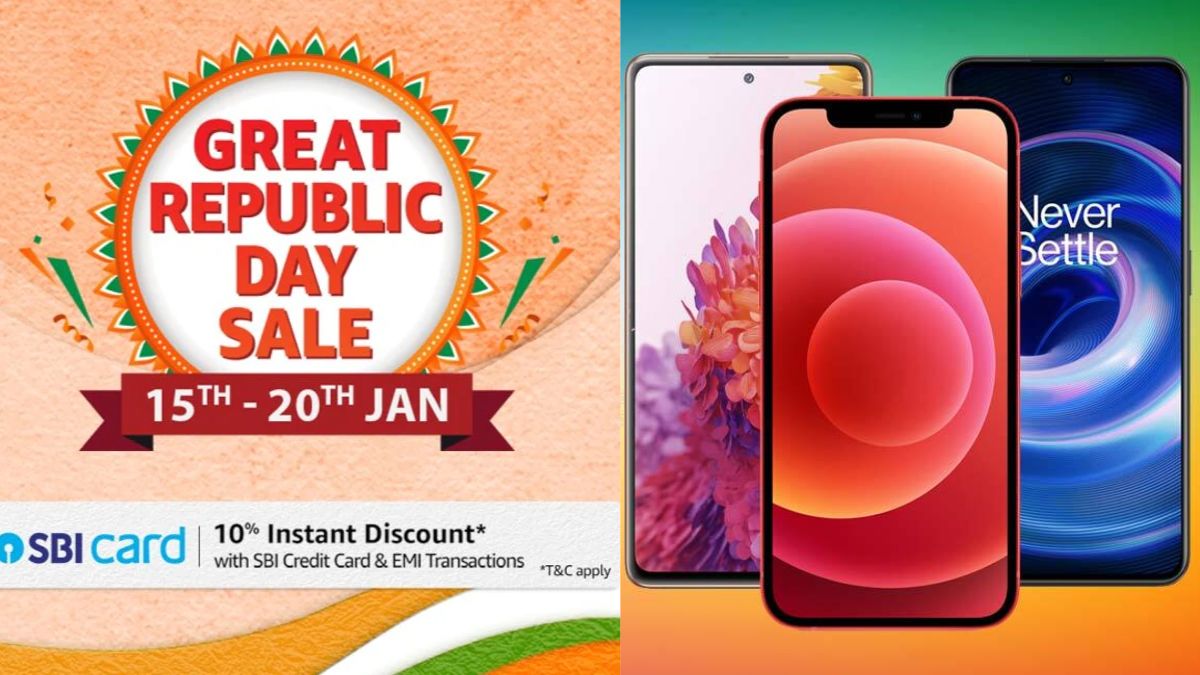 GREAT
REPUBLIC
DAY
SALE
15TH - 20TH JAN
SBI card
10% Instant Discount*
with SBI Credit Card & EMI Transactions
*T&C apply
Never
Settle